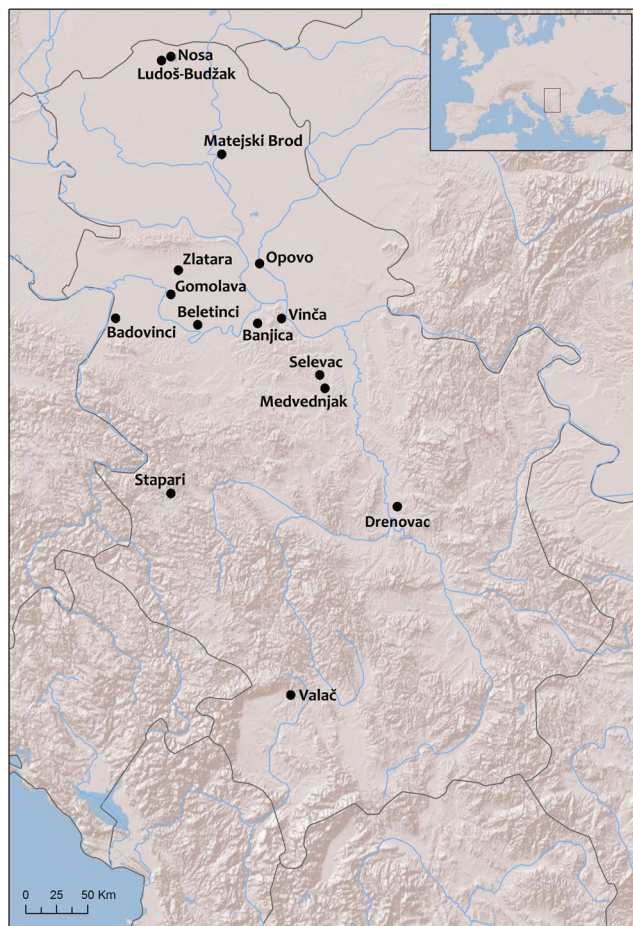 Nosa
Ludoš-Budžak
Matejski Brod
Zlatara
Opovo
Gomolava
Beletinci
Vinča
Badovinci
Banjica
Selevac
Medvednjak
Stapari
Drenovac
Valač
0 25 50 Km